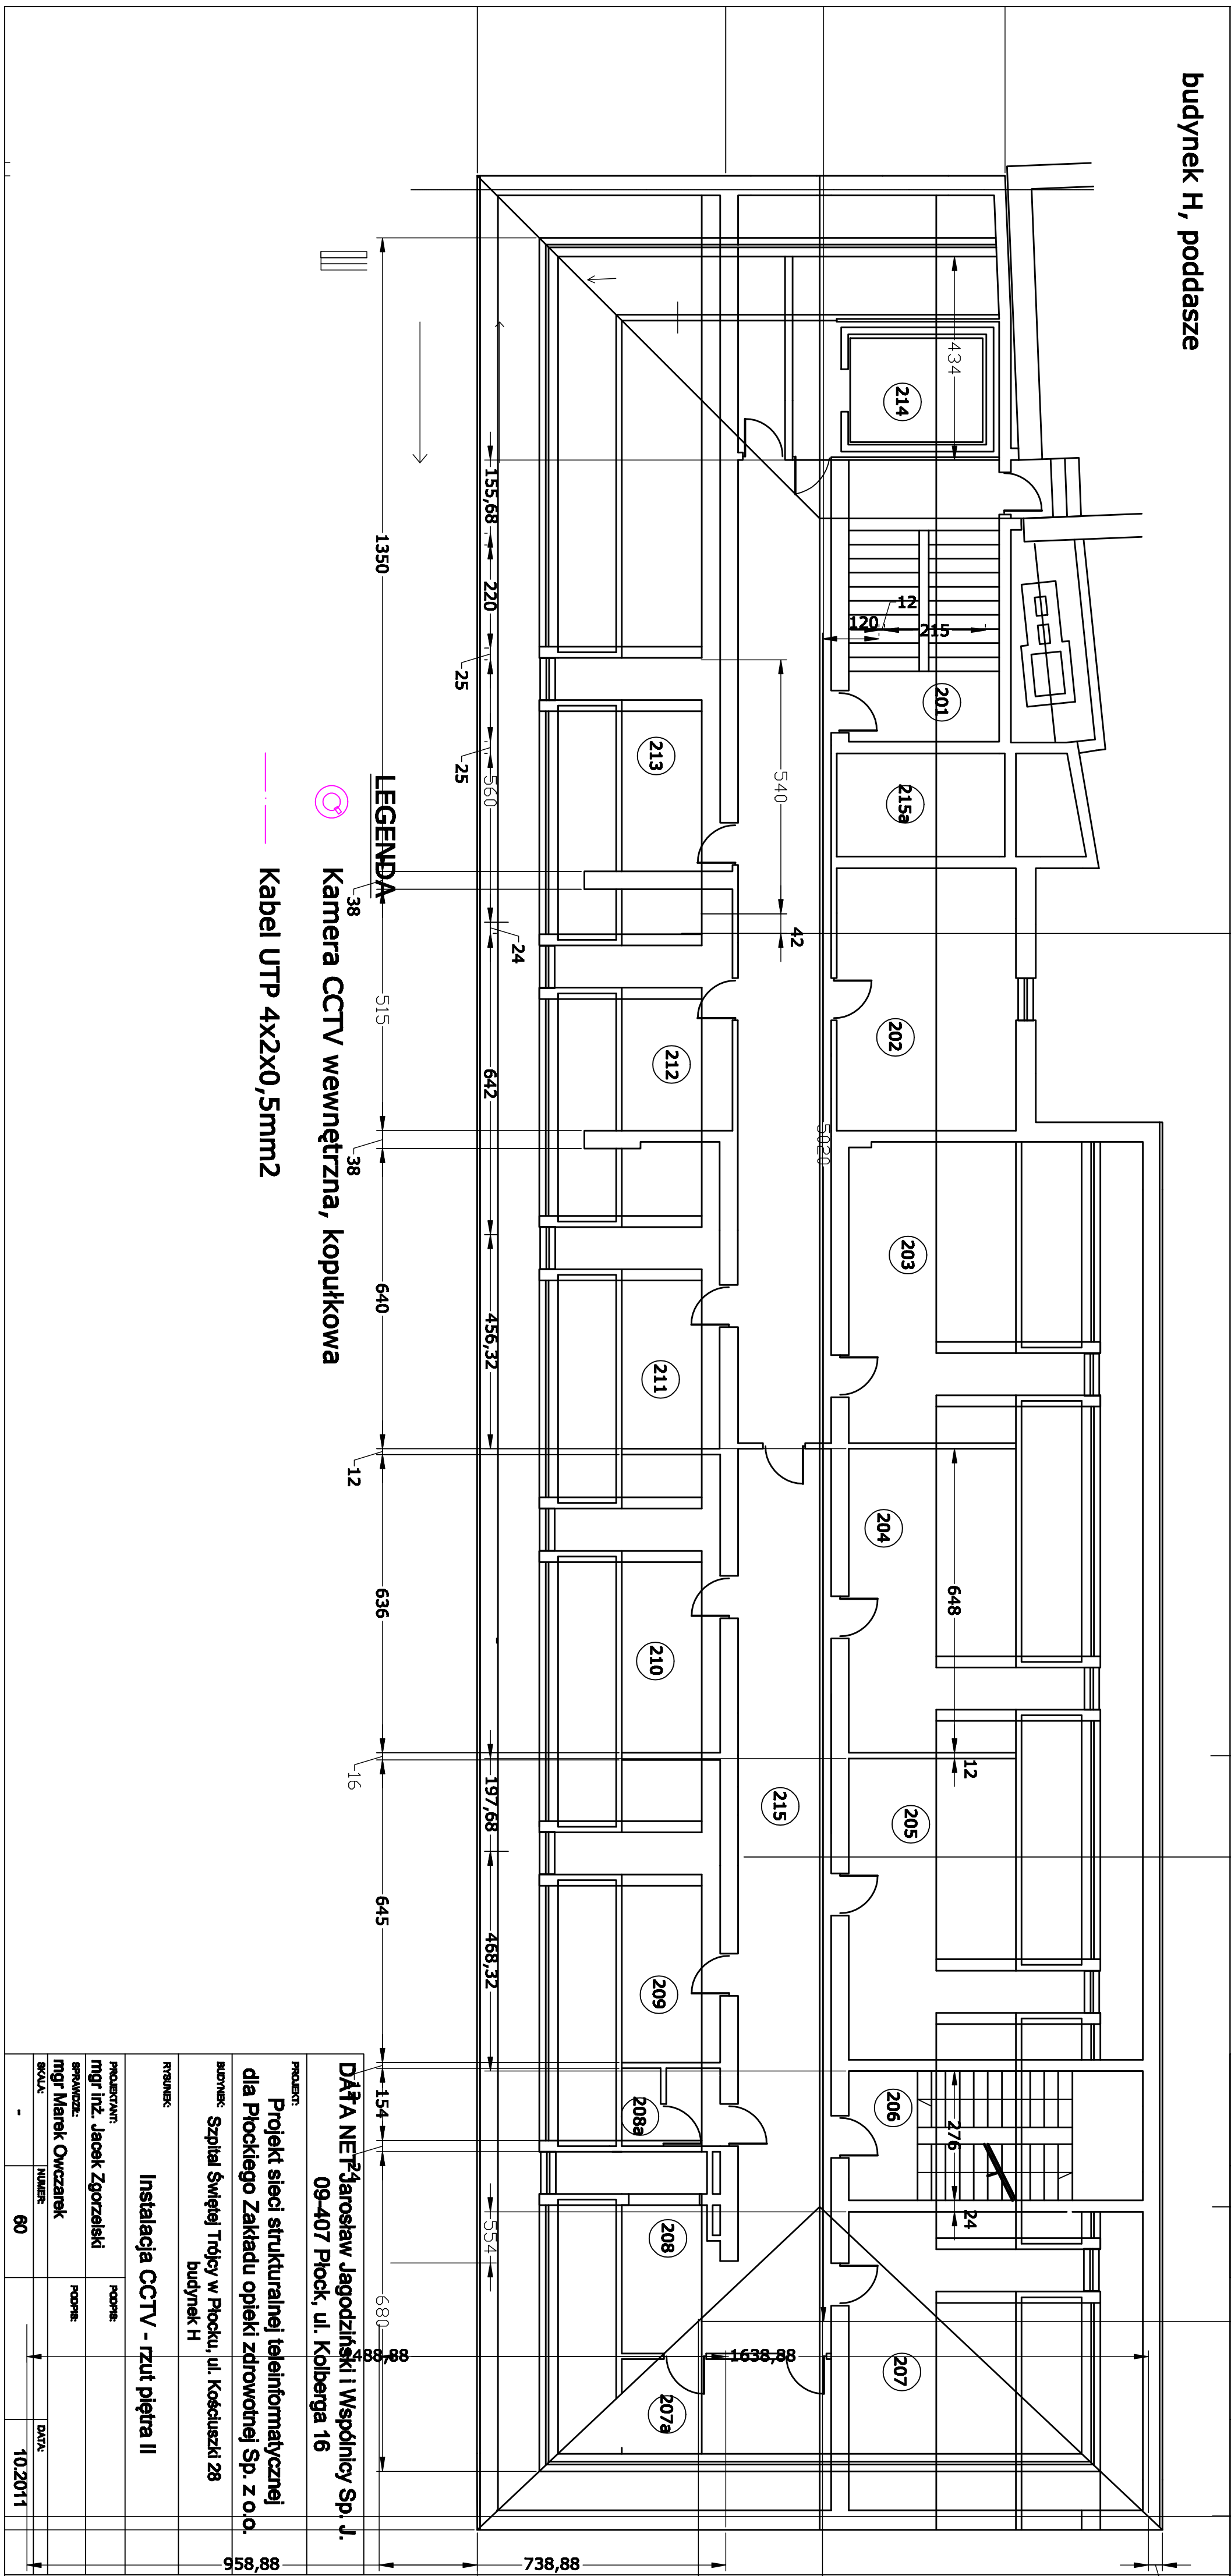 budynek H, poddasze
434
214
12
120
215
201
215a
202
203
204
648
12
205
206
276
24
207
540
42
5020
215
1638,88
213
212
211
210
209
208a
208
207a
155,68
220
25
25
560
24
642
456,32
197,68
468,32
554
1350
38
515
38
640
12
636
16
645
12
154
24
680
1488,88
958,88
738,88
LEGENDA
Kamera CCTV wewnętrzna, kopułkowa
Kabel UTP 4x2x0,5mm2
DATA NET Jarosław Jagodziński i Wspólnicy Sp. J.
09-407 Płock, ul. Kolberga 16
PROJEKT:
Projekt sieci strukturalnej teleinformatycznej
dla Płockiego Zakładu opieki zdrowotnej Sp. z o.o.
BUDYNEK:
Szpital Świętej Trójcy w Płocku, ul. Kościuszki 28
budynek H
RYSUNEK:
Instalacja CCTV - rzut piętra II
PROJEKTANT:
PODPIS:
mgr inż. Jacek Zgorzelski
SPRAWDZIŁ:
PODPIS:
mgr Marek Owczarek
SKALA:
NUMER:
DATA:
-
60
10.2011